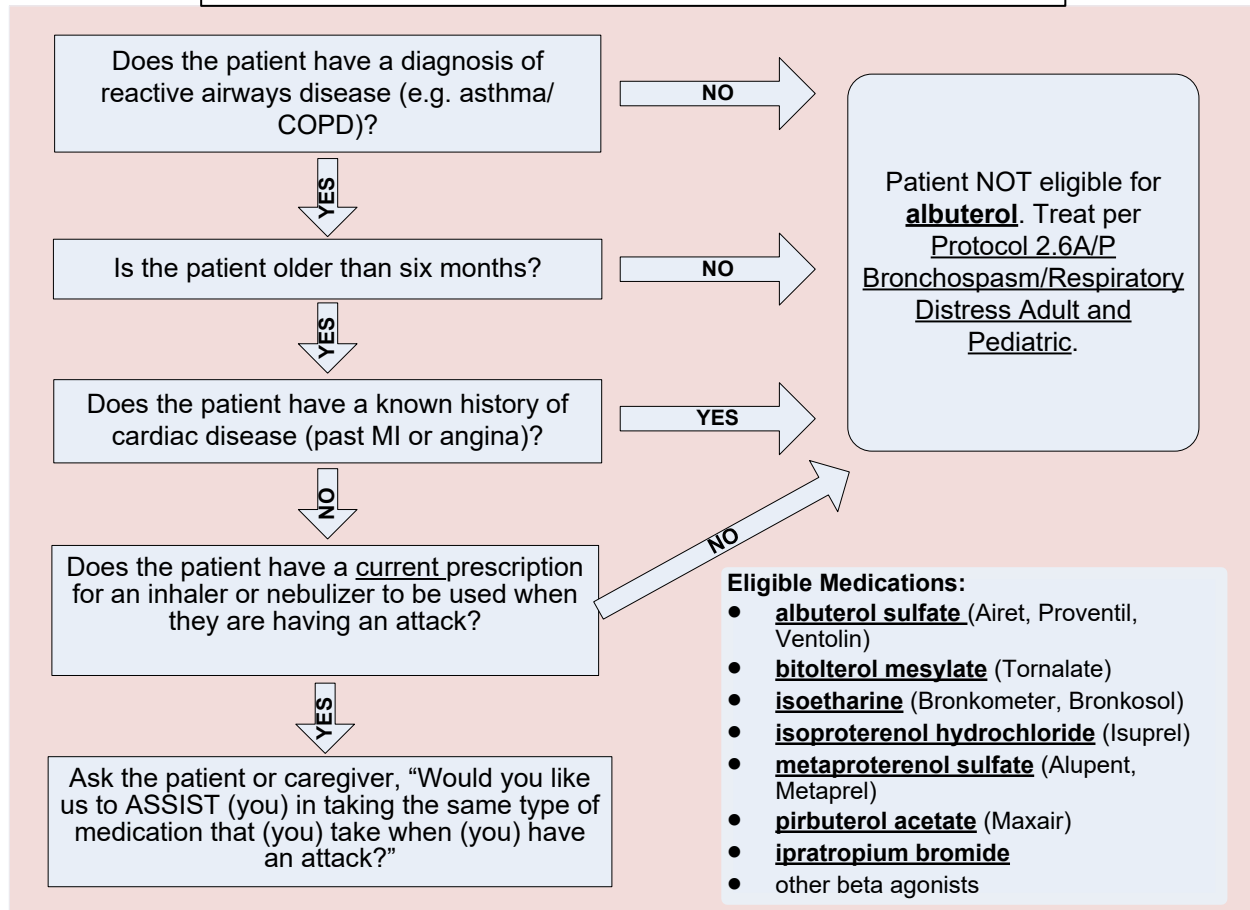 Does the patient have a diagnosis of
reactive airways disease (e.g. asthma/
COPD)?
NO
YES
Is the patient older than six months?
NO
YES
Does the patient have a known history of
cardiac disease (past MI or angina)?
YES
NO
Does the patient have a current prescription
for an inhaler or nebulizer to be used when
they are having an attack?
NO
YES
Ask the patient or caregiver, “Would you like
us to ASSIST (you) in taking the same type of
medication that (you) take when (you) have
an attack?”
Patient NOT eligible for
albuterol. Treat per
Protocol 2.6A/P
Bronchospasm/Respiratory
Distress Adult and
Pediatric.
Eligible Medications:
● albuterol sulfate (Airet, Proventil,
Ventolin)
● bitolterol mesylate (Tornalate)
● isoetharine (Bronkometer, Bronkosol)
● isoproterenol hydrochloride (Isuprel)
● metaproterenol sulfate (Alupent,
Metaprel)
● pirbuterol acetate (Maxair)
● ipratropium bromide
● other beta agonists